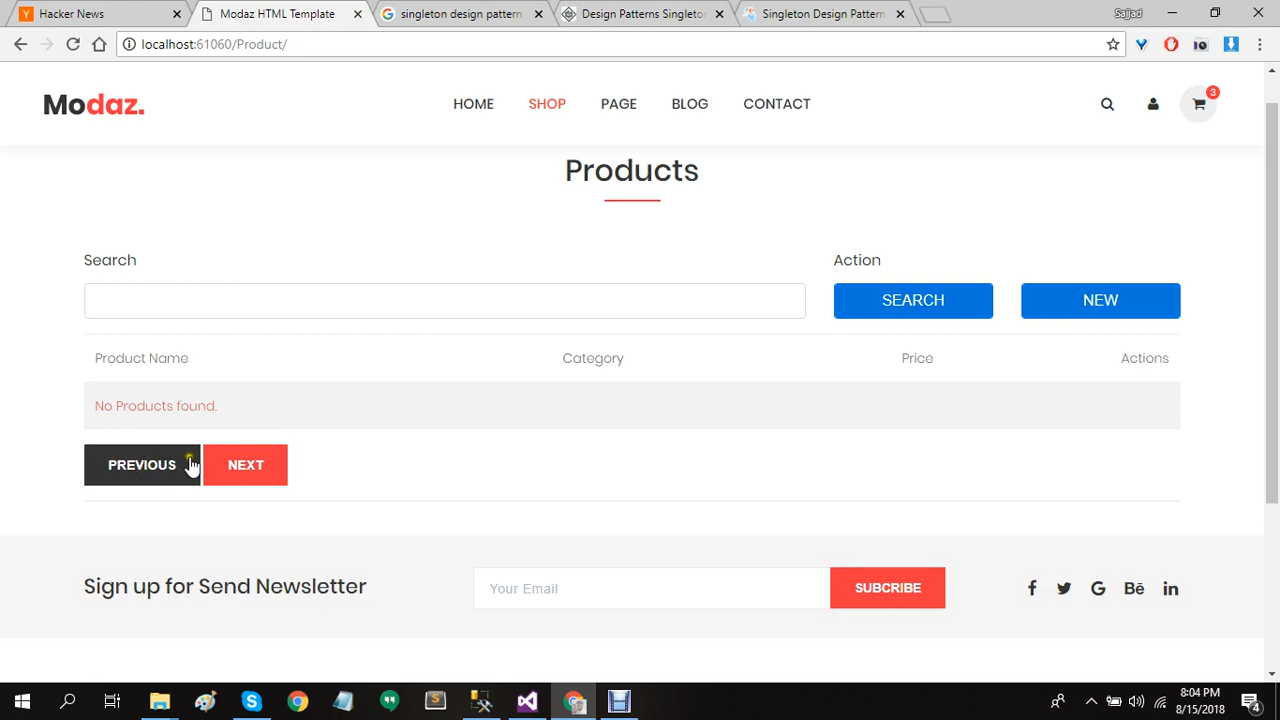 Hacker News
Modaz HTML Template
singleton design pattern
Design Patterns Singleton
Singleton Design Pattern
Sajjad
localhost:61060/Product/
Modaz.
HOME
SHOP
PAGE
BLOG
CONTACT
3
Products
Search
Action
SEARCH
NEW
Product Name
Category
Price
Actions
No Products found.
PREVIOUS
NEXT
Sign up for Send Newsletter
Your Email
SUBCRIBE
8:04 PM
8/15/2018
4